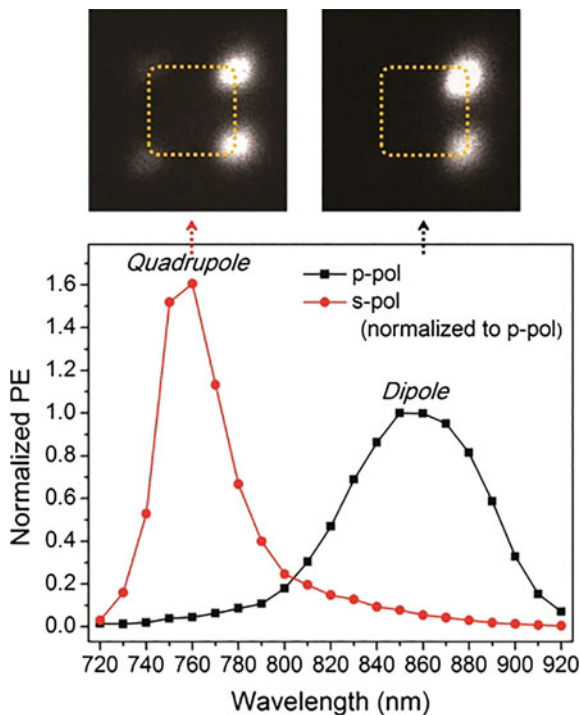 Quadrupole
p-pol
s-pol
(normalized to p-pol)
Dipole
Normalized PE
1.6
1.4
1.2
1.0
0.8
0.6
0.4
0.2
0.0
720 740 760 780 800 820 840 860 880 900 920
Wavelength (nm)